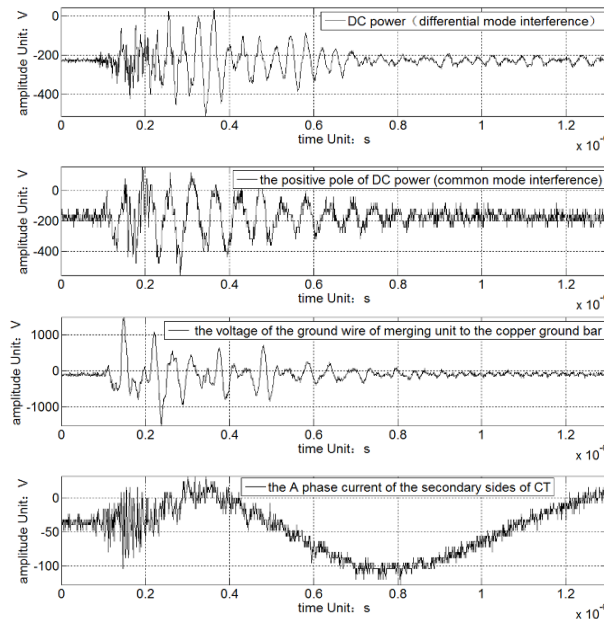 DC power（differential mode interference）
amplitude Unit: V
0
-200
-400
0 0.2 0.4 0.6 0.8 1 1.2
time Unit: s
x 10
the positive pole of DC power (common mode interference)
amplitude Unit: V
0
-200
-400
0 0.2 0.4 0.6 0.8 1 1.2
time Unit: s
x 10
the voltage of the ground wire of merging unit to the copper ground bar
amplitude Unit: V
1000
0
-1000
0 0.2 0.4 0.6 0.8 1 1.2
time Unit: s
x 10
the A phase current of the secondary sides of CT
amplitude Unit: V
0
-50
-100
0 0.2 0.4 0.6 0.8 1 1.2
time Unit: s
x 10